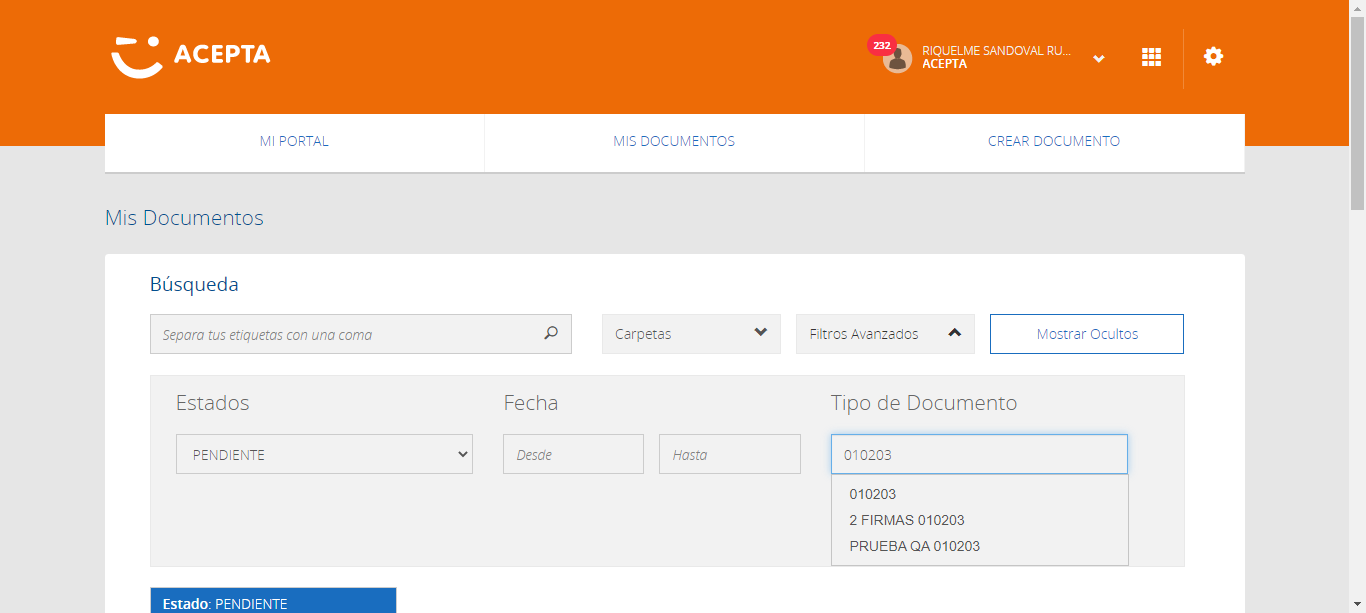 ACEPTA
232
RIQUELME SANDOVAL RU...
ACEPTA
MI PORTAL
MIS DOCUMENTOS
CREAR DOCUMENTO
Mis Documentos
Búsqueda
Separa tus etiquetas con una coma
Carpetas
Filtros Avanzados
Mostrar Ocultos
Estados
Fecha
Tipo de Documento
PENDIENTE
Desde
Hasta
010203
010203
2 FIRMAS 010203
PRUEBA QA 010203
Estado: PENDIENTE